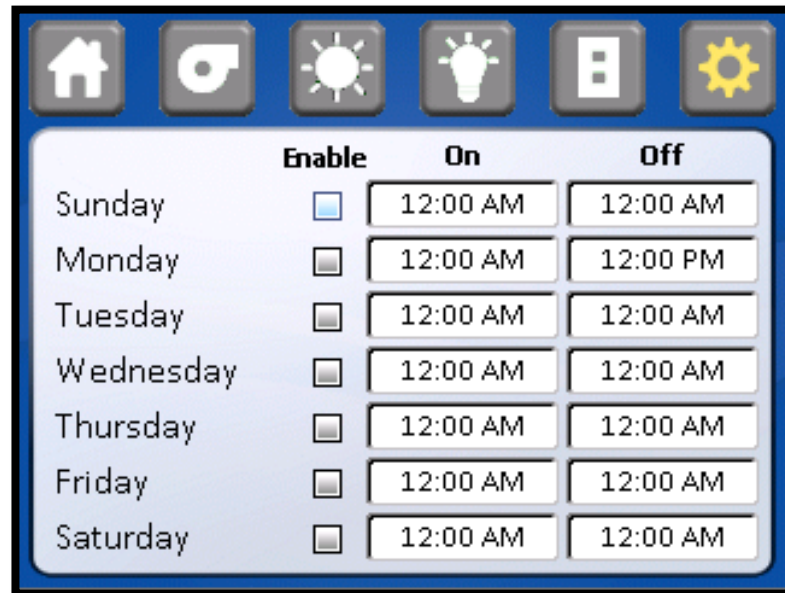 Enable On Off
Sunday 12:00 AM 12:00 AM
Monday 12:00 AM 12:00 PM
Tuesday 12:00 AM 12:00 AM
Wednesday 12:00 AM 12:00 AM
Thursday 12:00 AM 12:00 AM
Friday 12:00 AM 12:00 AM
Saturday 12:00 AM 12:00 AM